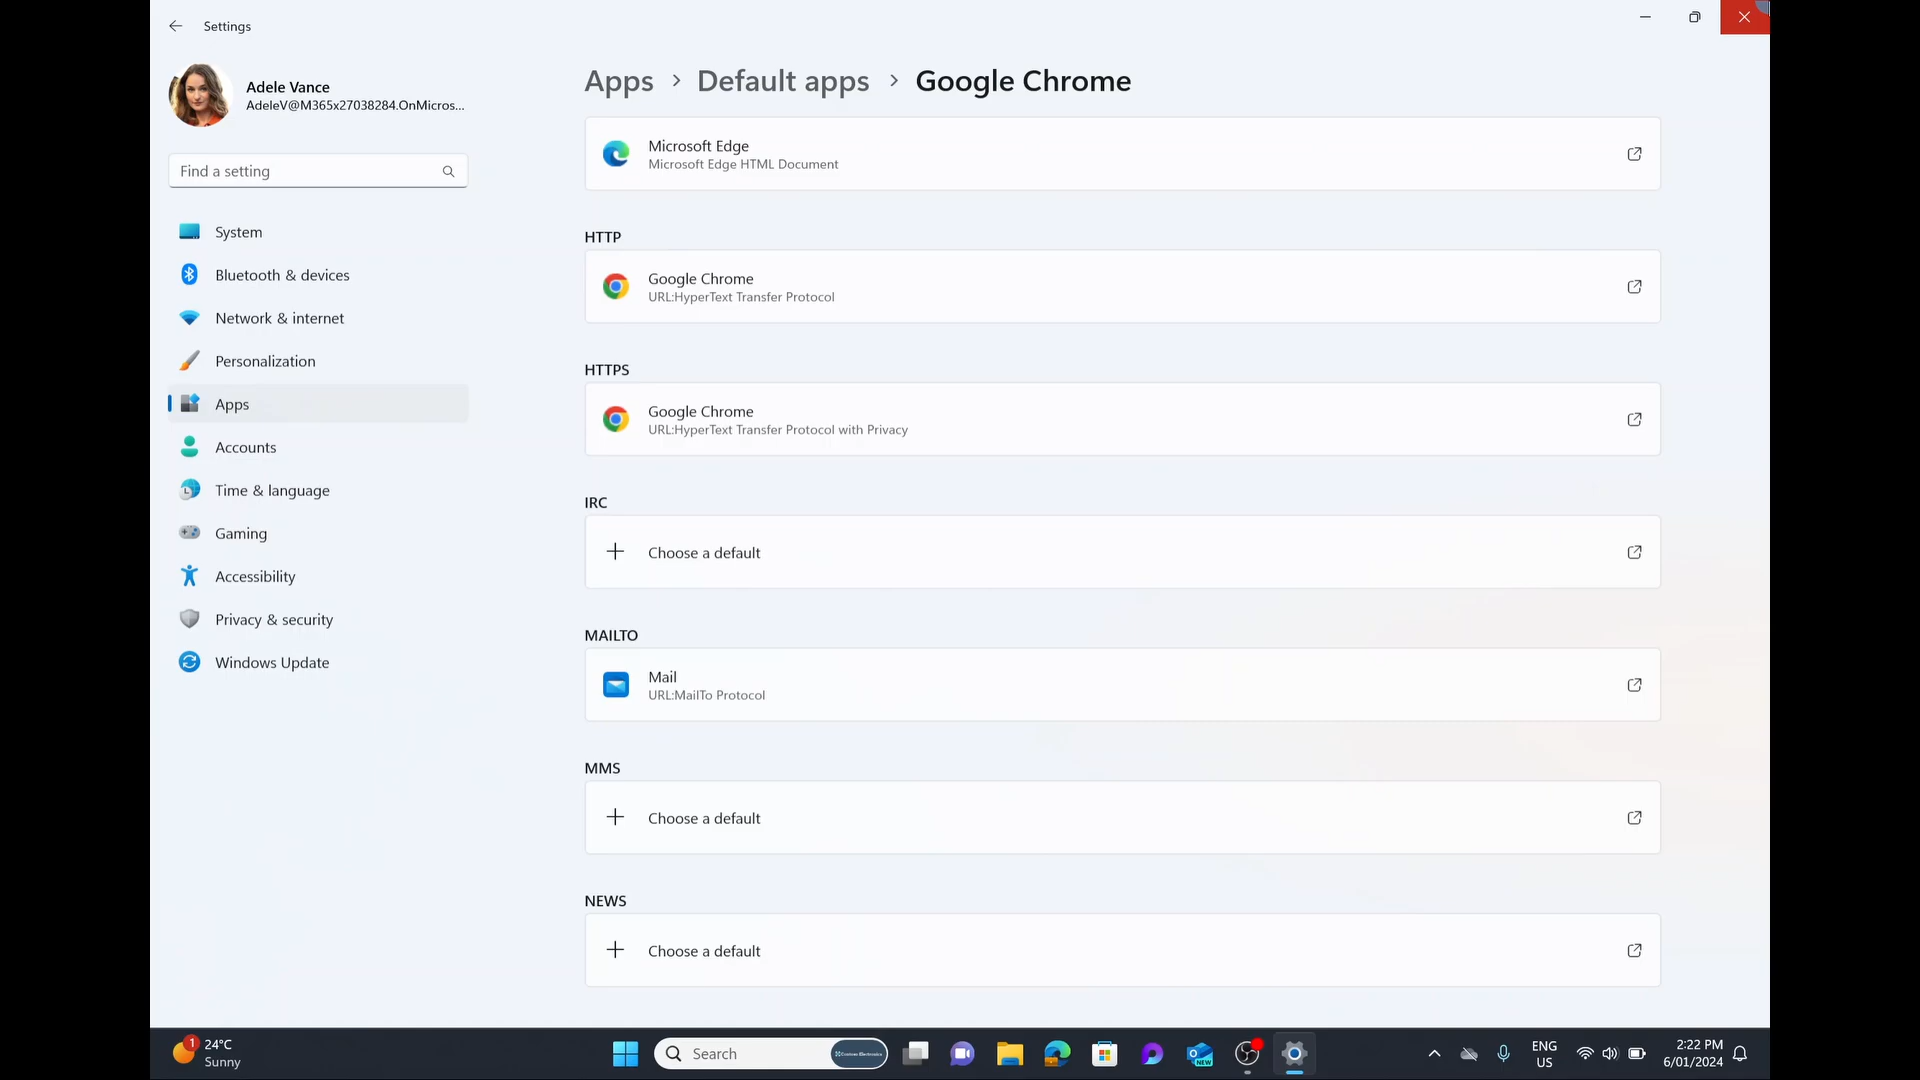 Settings
Adele Vance
AdeleV@M365x27038284.OnMicros...
Find a setting
System
Bluetooth & devices
Network & internet
Personalization
Apps
Accounts
Time & language
Gaming
Accessibility
Privacy & security
Windows Update
Apps > Default apps > Google Chrome
Microsoft Edge
Microsoft Edge HTML Document
HTTP
Google Chrome
URL:HyperText Transfer Protocol
HTTPS
Google Chrome
URL:HyperText Transfer Protocol with Privacy
IRC
Choose a default
MAILTO
Mail
URL:MailTo Protocol
MMS
Choose a default
NEWS
Choose a default
1
24°C
Sunny
Search
Contoso Electronics
NEW
ENG
US
2:22 PM
6/01/2024